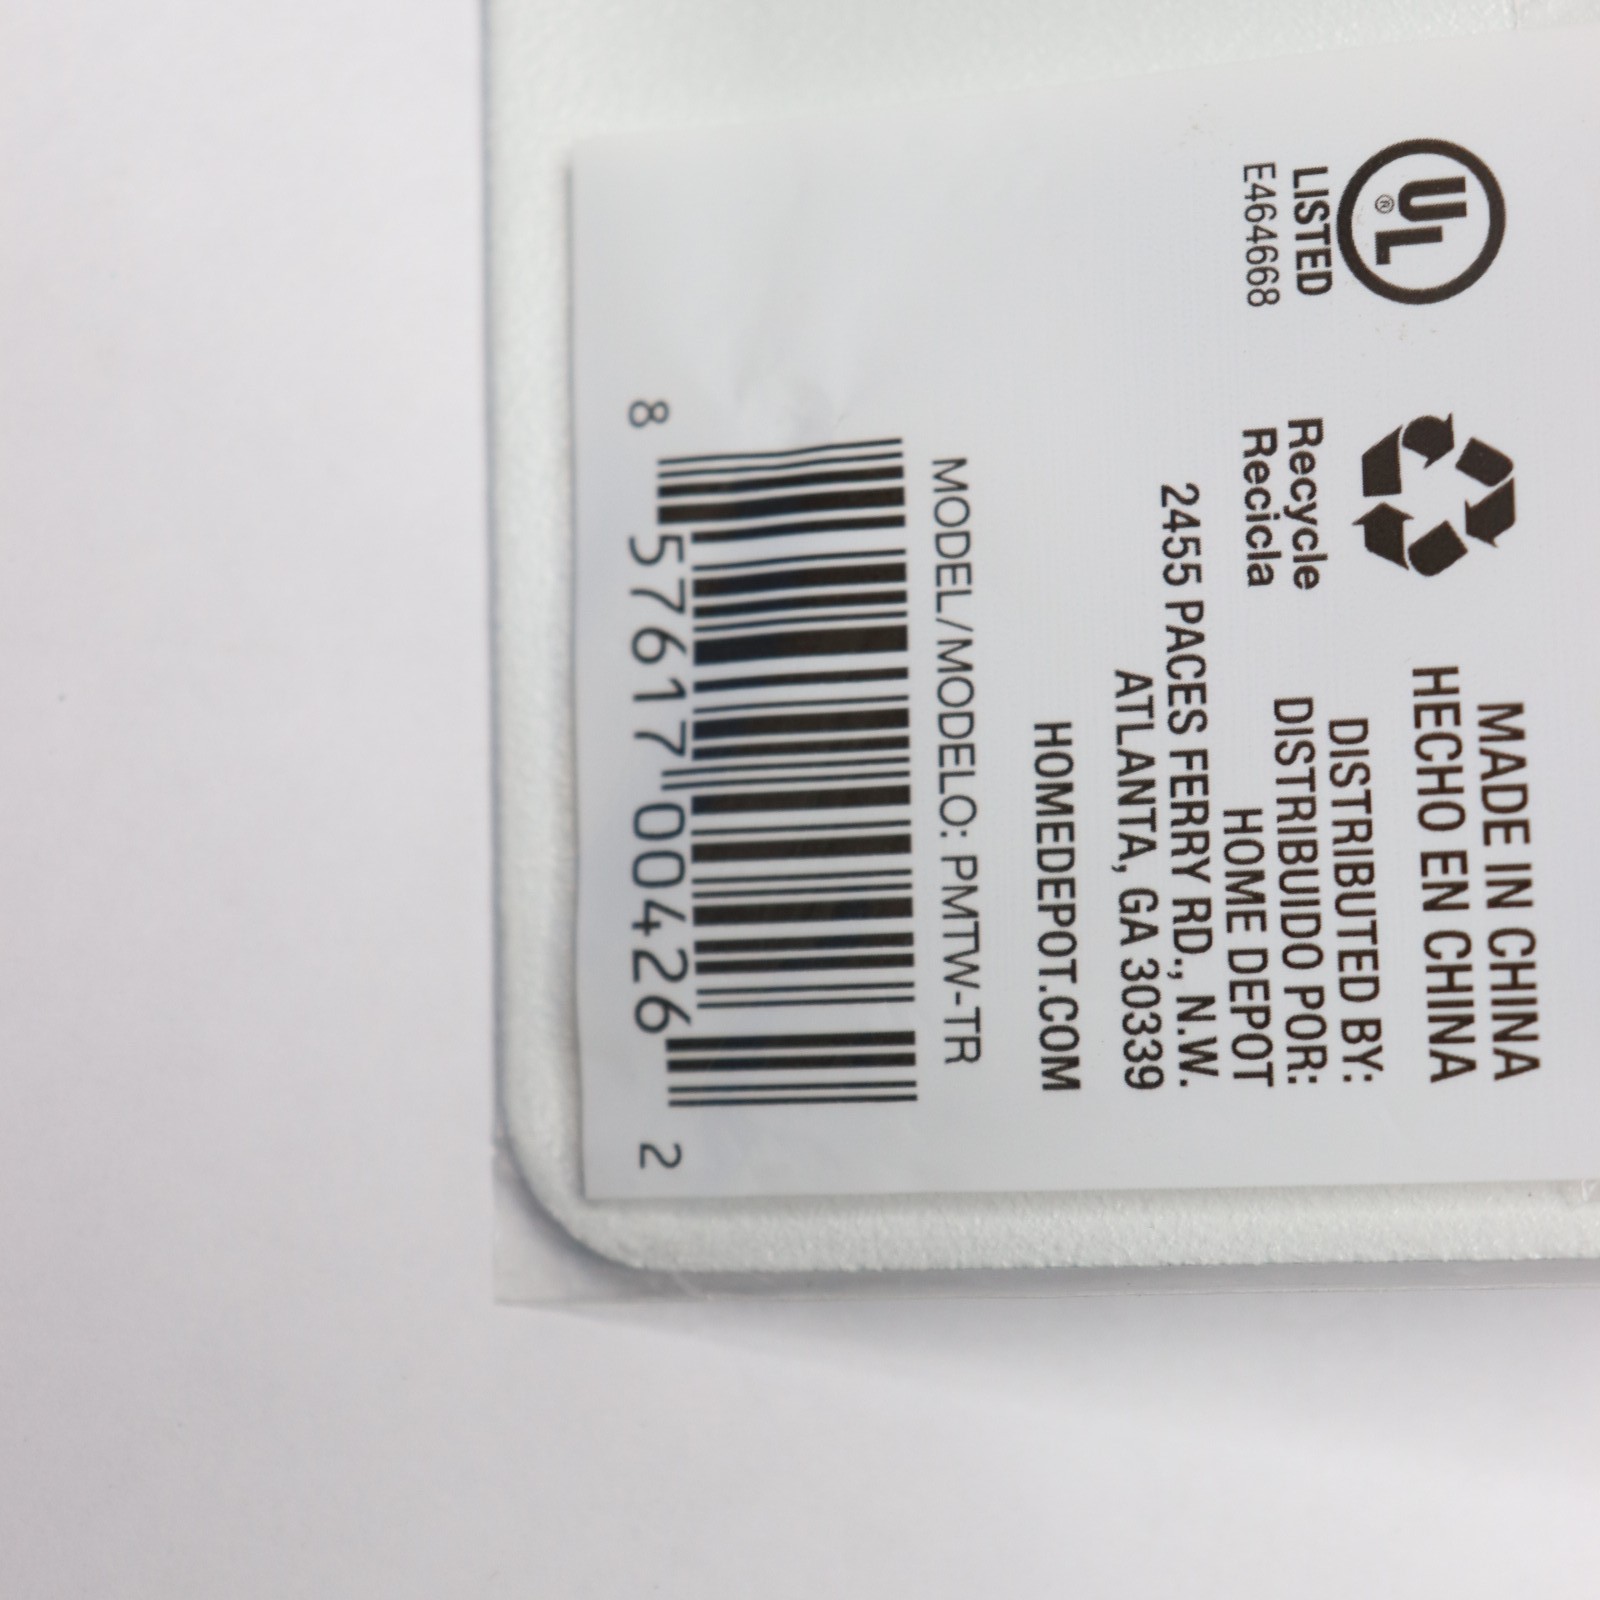 UL
®
LISTED
E464668
Recycle
Recicla
MADE IN CHINA
HECHO EN CHINA
DISTRIBUTED BY:
DISTRIBUIDO POR:
HOME DEPOT
2455 PACES FERRY RD., N.W.
ATLANTA, GA 30339
HOMEDEPOT.COM
MODEL/MODELO: PMTW-TR
8 57617 00426 2